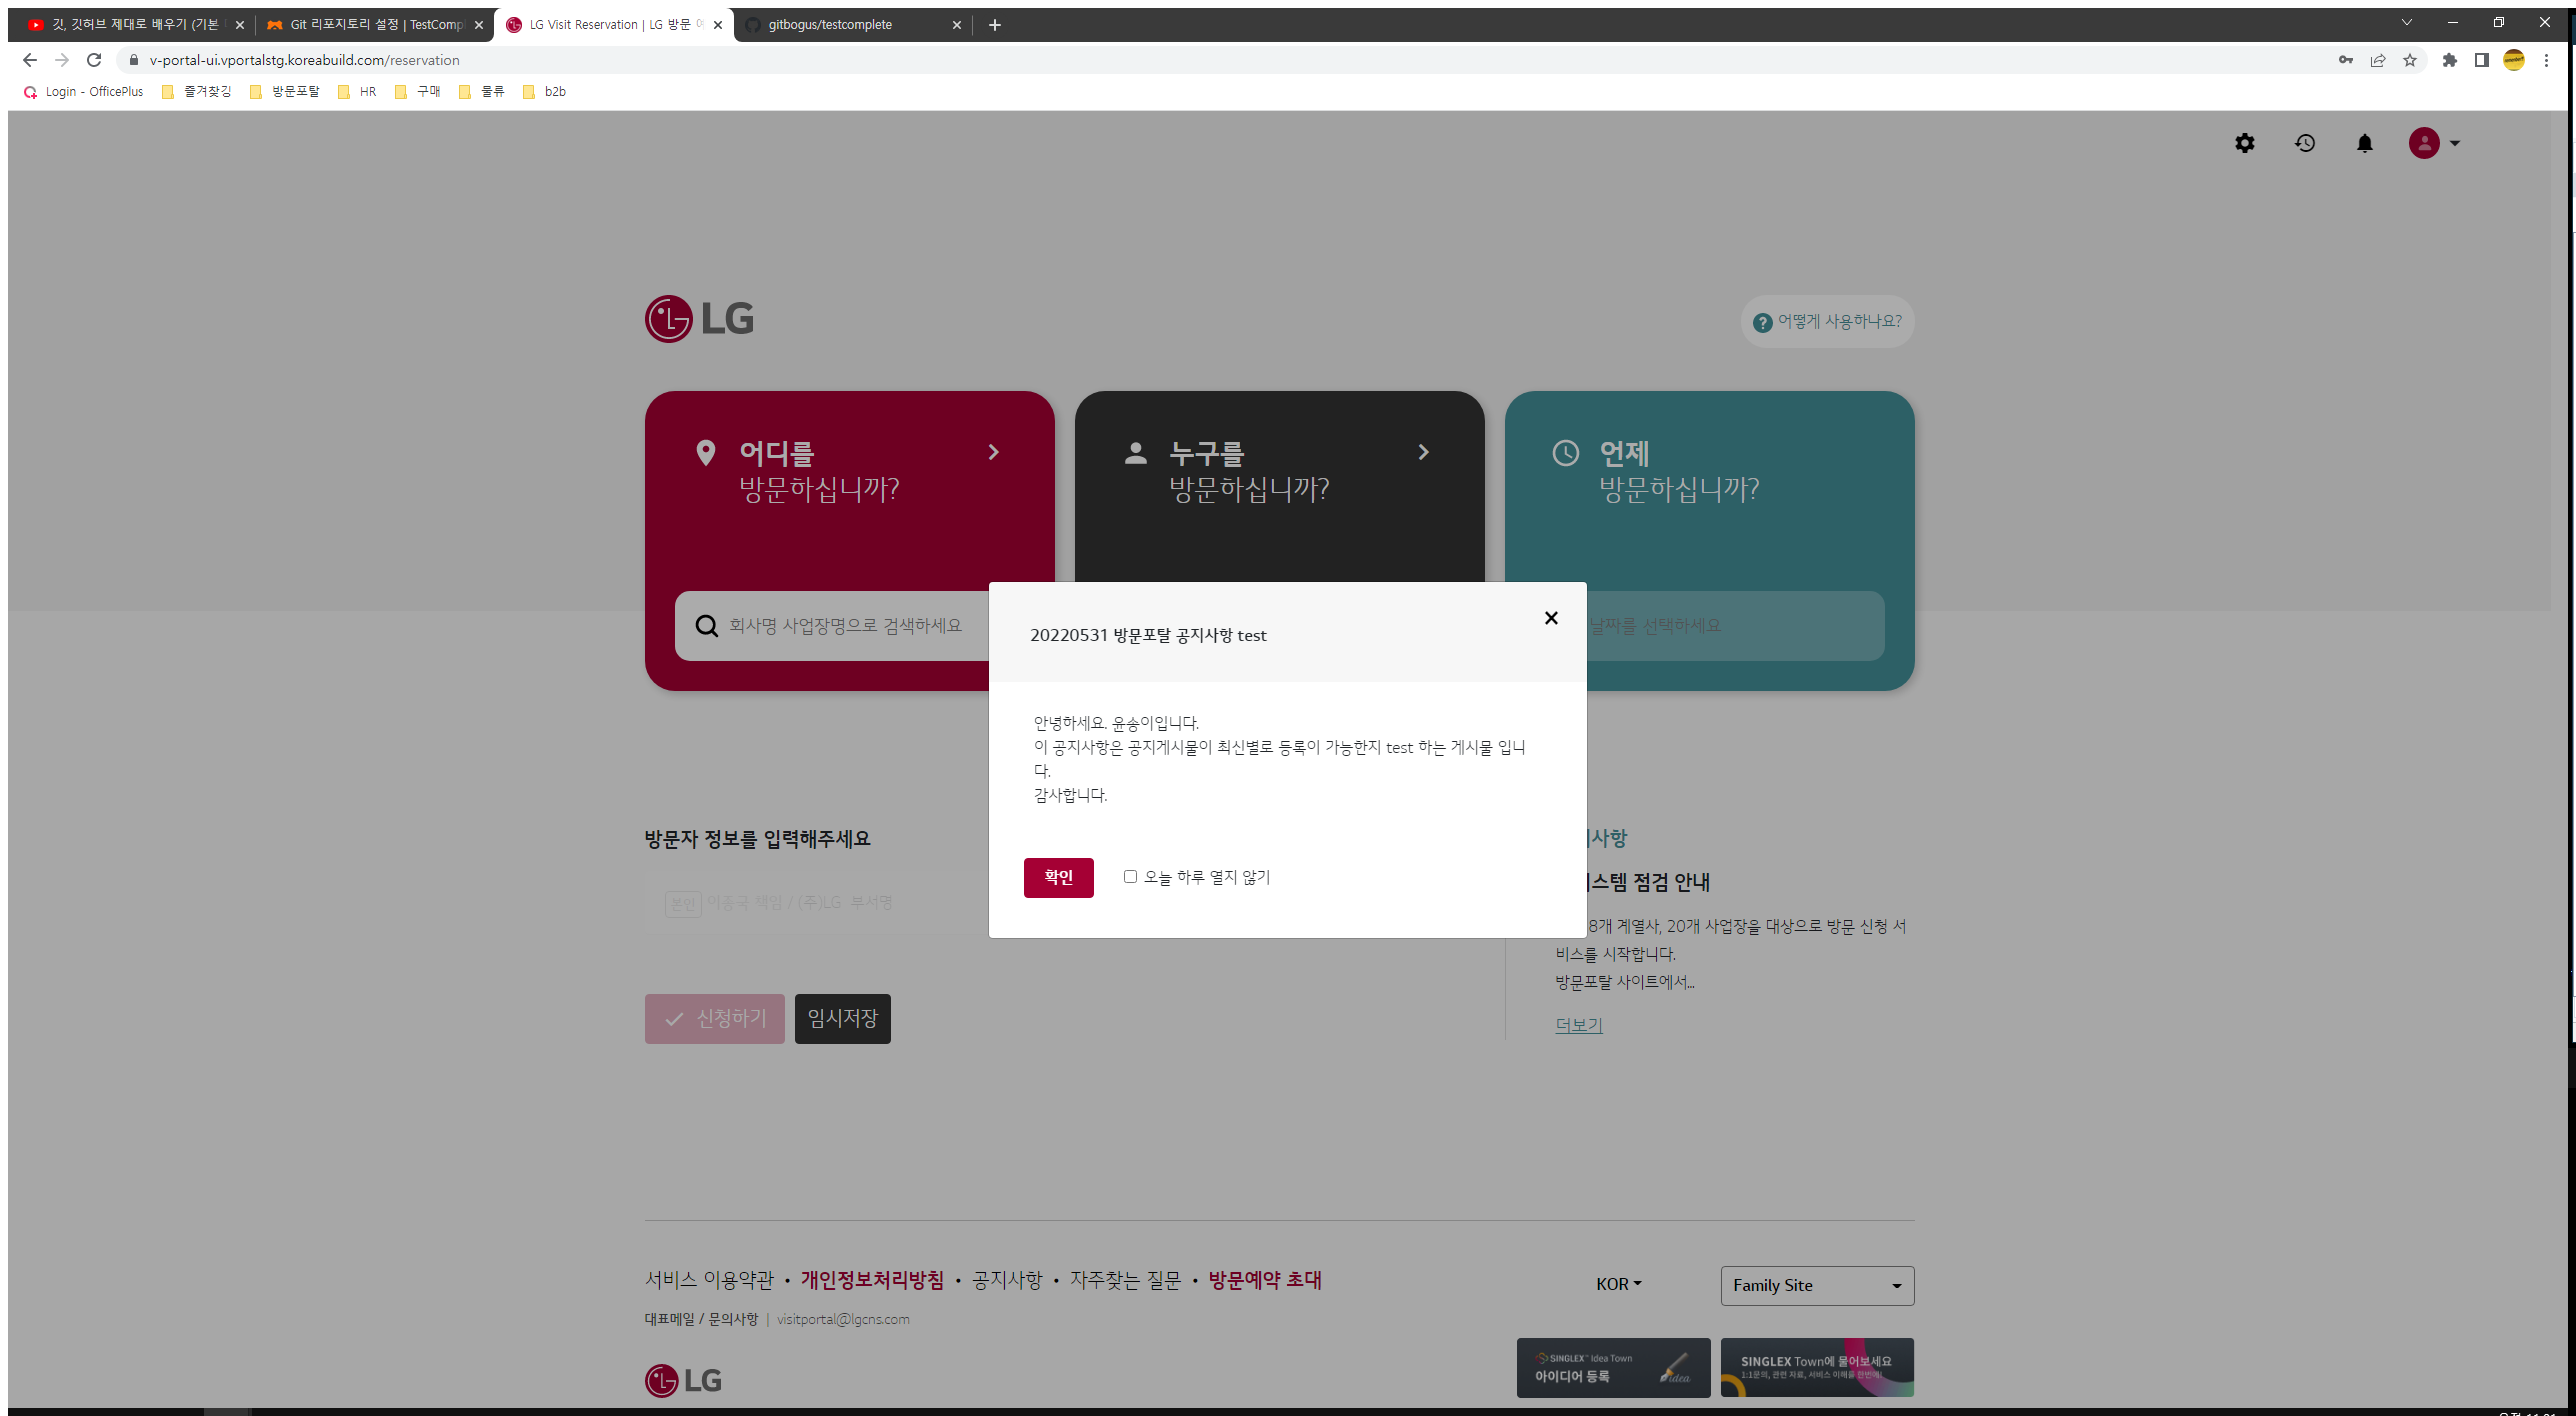 깃, 깃허브 제대로 배우기 (기본
Git 리포지토리 설정 | TestComp
LG Visit Reservation | LG 방문 예
gitbogus/testcomplete
v-portal-ui.vportalstg.koreabuild.com/reservation
Login - OfficePlus
즐겨찾깅
방문포탈
HR
구매
물류
b2b
LG
어떻게 사용하나요?
어디를
방문하십니까?
누구를
방문하십니까?
언제
방문하십니까?
회사명 사업장명으로 검색하세요
날짜를 선택하세요
20220531 방문포탈 공지사항 test
안녕하세요. 윤송이입니다.
이 공지사항은 공지게시물이 최신별로 등록이 가능한지 test 하는 게시물 입니
다.
감사합니다.
확인
오늘 하루 열지 않기
방문자 정보를 입력해주세요
본인 이종국 책임 / (주)LG 부서명
신청하기
임시저장
사항
스템 점검 안내
8개 계열사, 20개 사업장을 대상으로 방문 신청 서
비스를 시작합니다.
방문포탈 사이트에서...
더보기
서비스 이용약관 • 개인정보처리방침 • 공지사항 • 자주찾는 질문 • 방문예약 초대
KOR
Family Site
대표메일 / 문의사항 | visitportal@lgcns.com
SINGLEX Idea Town
아이디어 등록
idea
SINGLEX Town에 물어보세요
1:1문의, 관련 자료, 서비스 이해를 한번에!
LG